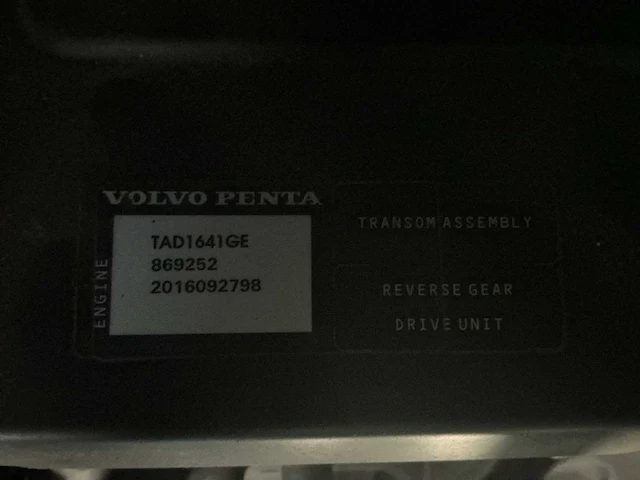 VOLVO PENTA
ENGINE
TAD1641GE
869252
2016092798
TRANSOM ASSEMBLY
REVERSE GEAR
DRIVE UNIT